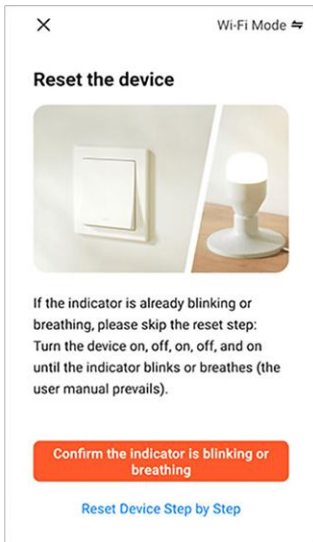 Wi-Fi Mode
Reset the device
If the indicator is already blinking or
breathing, please skip the reset step:
Turn the device on, off, on, off, and on
until the indicator blinks or breathes (the
user manual prevails).
Confirm the indicator is blinking or
breathing
Reset Device Step by Step